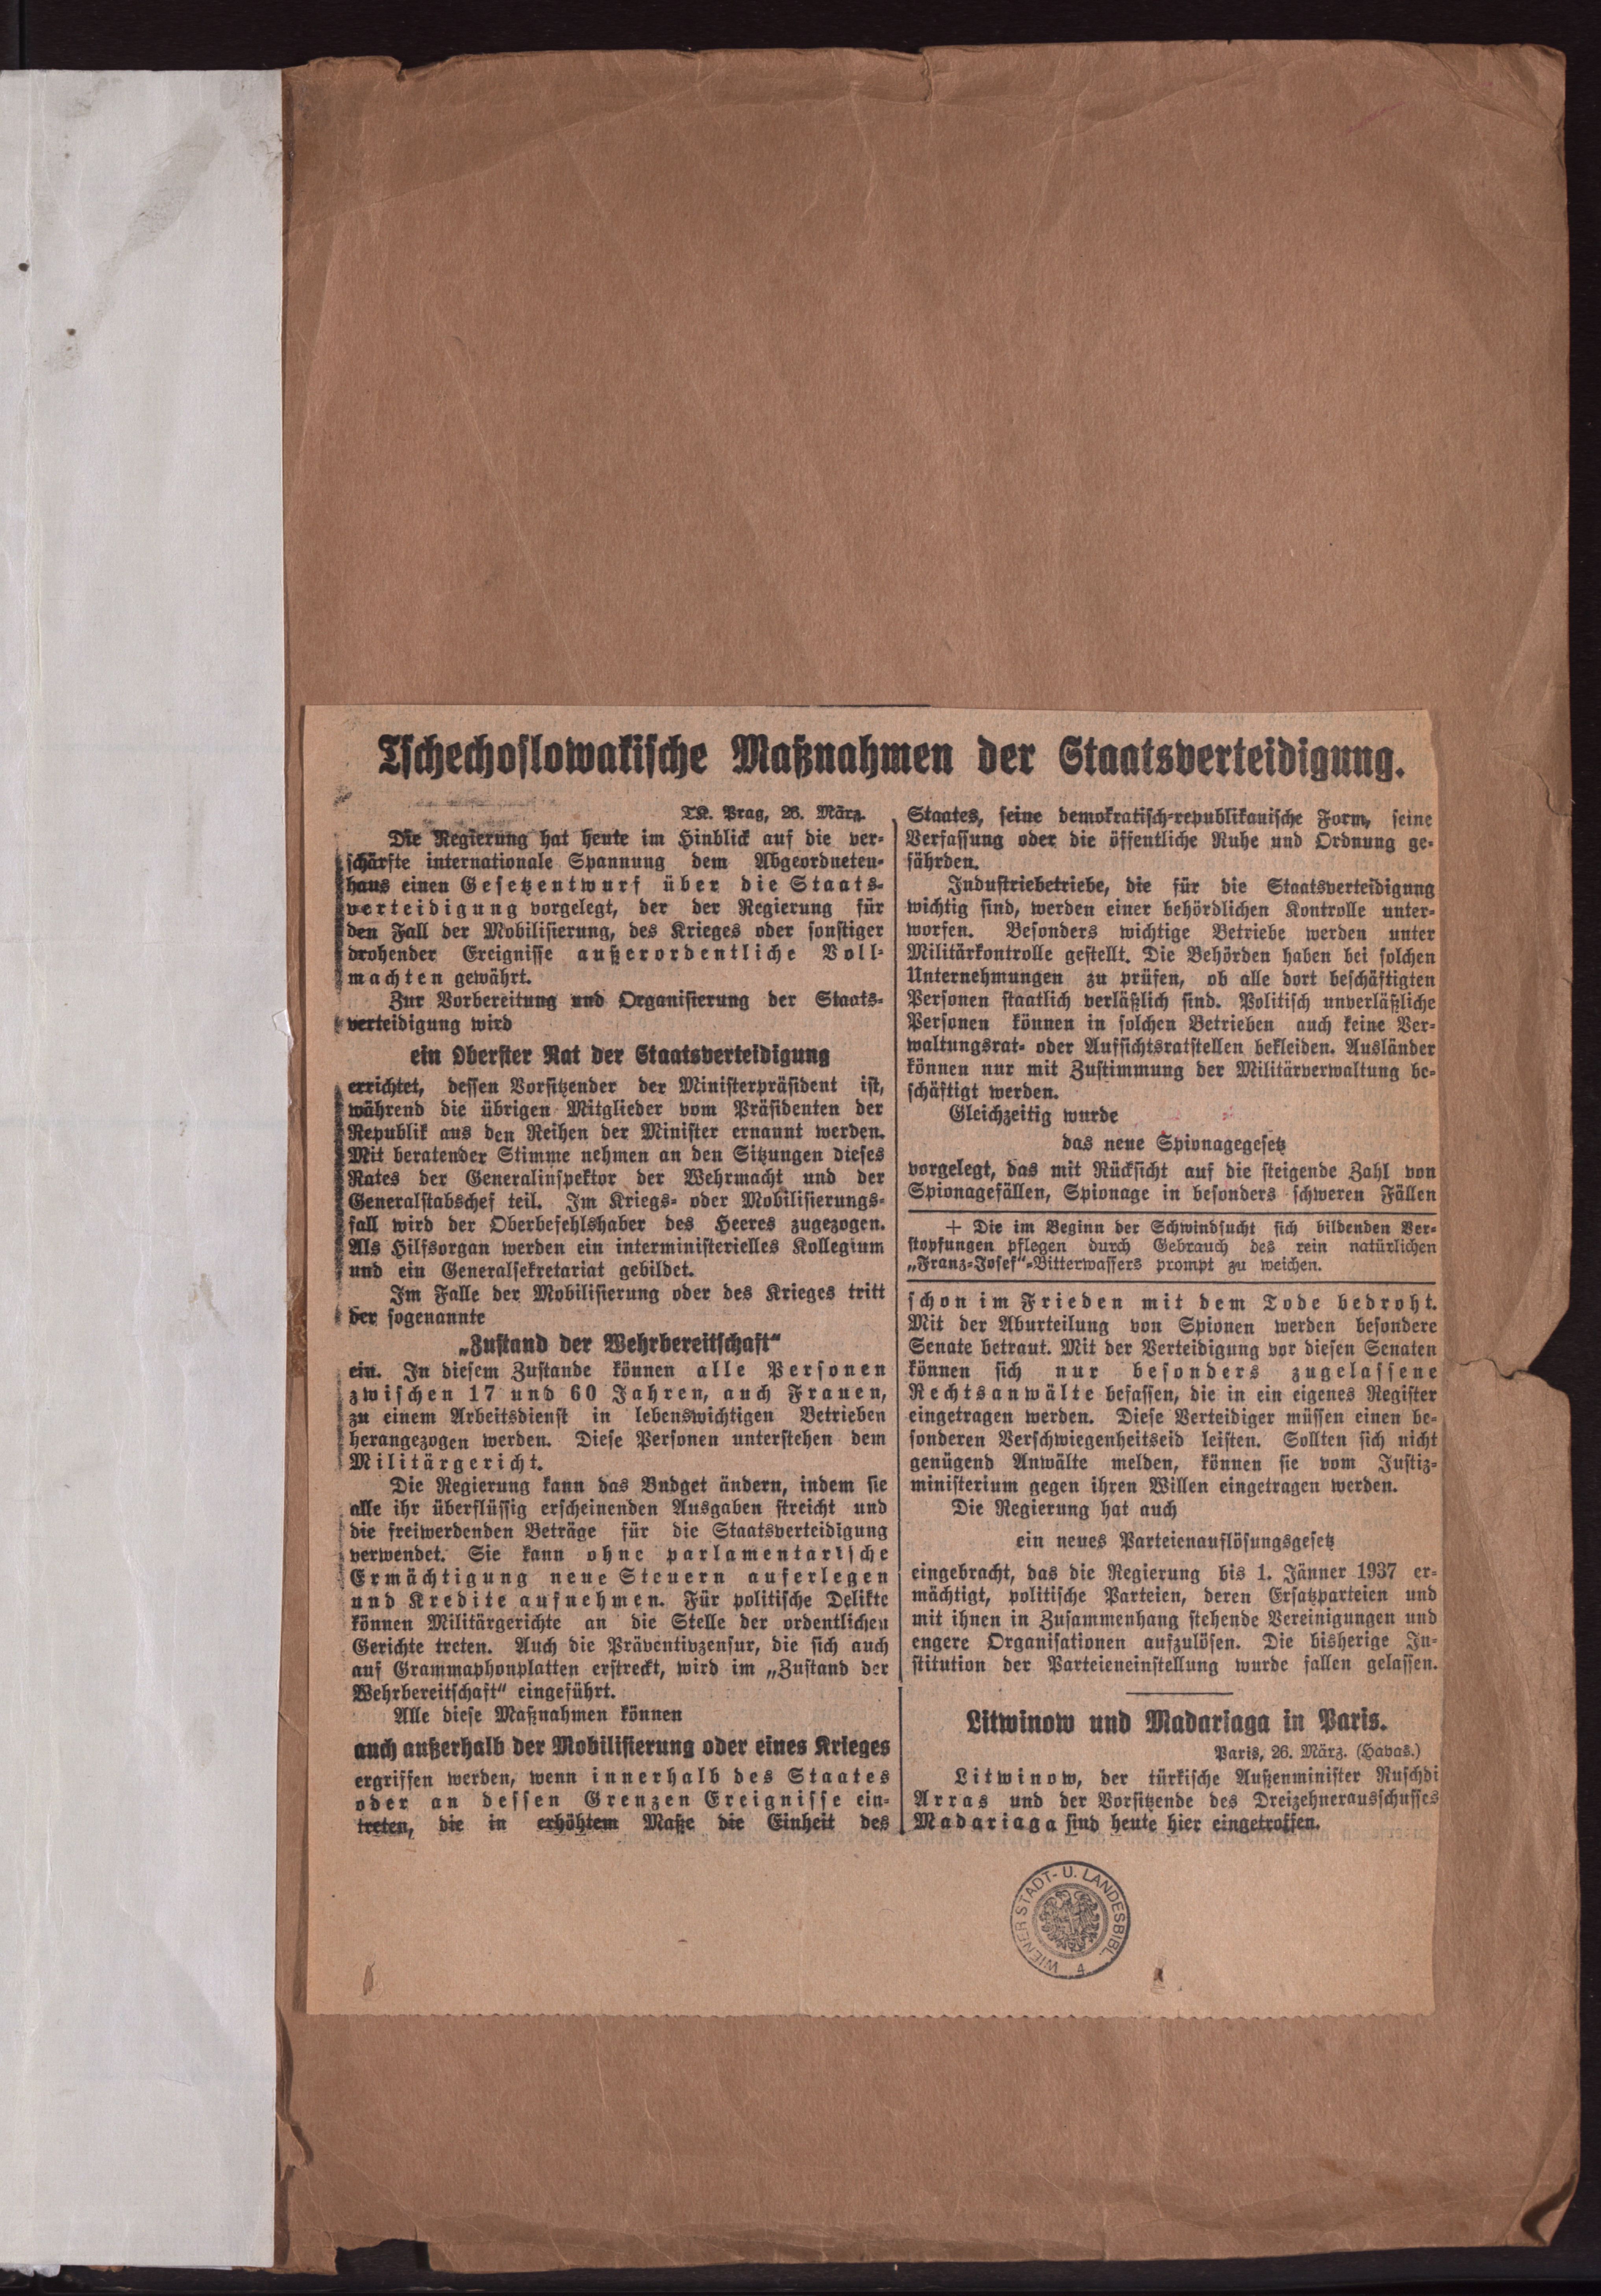 Tschechoslowakische Maßnahmen der Staatsverteidigung.
TK. Prag, 26. März.
Die Regierung hat heute im Hinblick auf die ver-
schärfte internationale Spannung dem Abgeordneten-
haus einen Gesetzentwurf über die Staats-
verteidigung vorgelegt, der der Regierung für
den Fall der Mobilisierung, des Krieges oder sonstiger
drohender Ereignisse außerordentliche Voll-
machten gewährt.
Zur Vorbereitung und Organisierung der Staats-
verteidigung wird
ein Oberster Rat der Staatsverteidigung
errichtet, dessen Vorsitzender der Ministerpräsident ist,
während die übrigen Mitglieder vom Präsidenten der
Republik aus den Reihen der Minister ernannt werden.
Mit beratender Stimme nehmen an den Sitzungen dieses
Rates der Generalinspektor der Wehrmacht und der
Generalstabschef teil. Im Kriegs- oder Mobilisierungs-
fall wird der Oberbefehlshaber des Heeres zugezogen.
Als Hilfsorgan werden ein interministerielles Kollegium
und ein Generalsekretariat gebildet.
Im Falle der Mobilisierung oder des Krieges tritt
der sogenannte
„Zustand der Wehrbereitschaft“
ein. In diesem Zustande können alle Personen
zwischen 17 und 60 Jahren, auch Frauen,
zu einem Arbeitsdienst in lebenswichtigen Betrieben
herangezogen werden. Diese Personen unterstehen dem
Militärgericht.
Die Regierung kann das Budget ändern, indem sie
alle ihr überflüssig erscheinenden Ausgaben streicht und
die freiwerdenden Beträge für die Staatsverteidigung
verwendet. Sie kann ohne parlamentarische
Ermächtigung neue Steuern auferlegen
und Kredite aufnehmen. Für politische Delikte
können Militärgerichte an die Stelle der ordentlichen
Gerichte treten. Auch die Präventivzensur, die sich auch
auf Grammaphonplatten erstreckt, wird im „Zustand der
Wehrbereitschaft“ eingeführt.
Alle diese Maßnahmen können
auch außerhalb der Mobilisierung oder eines Krieges
ergriffen werden, wenn innerhalb des Staates
oder an dessen Grenzen Ereignisse ein-
treten, die in erhöhtem Maße die Einheit des
Staates, seine demokratisch-republikanische Form, seine
Verfassung oder die öffentliche Ruhe und Ordnung ge-
fährden.
Industriebetriebe, die für die Staatsverteidigung
wichtig sind, werden einer behördlichen Kontrolle unter-
worfen. Besonders wichtige Betriebe werden unter
Militärkontrolle gestellt. Die Behörden haben bei solchen
Unternehmungen zu prüfen, ob alle dort beschäftigten
Personen staatlich verläßlich sind. Politisch unverläßliche
Personen können in solchen Betrieben auch keine Ver-
waltungsrat- oder Aufsichtsratstellen bekleiden. Ausländer
können nur mit Zustimmung der Militärverwaltung be-
schäftigt werden.
Gleichzeitig wurde
das neue Spionagegesetz
vorgelegt, das mit Rücksicht auf die steigende Zahl von
Spionagefällen, Spionage in besonders schweren Fällen
+ Die im Beginn der Schwindsucht sich bildenden Ver-
stopfungen pflegen durch Gebrauch des rein natürlichen
„Franz-Josef“-Bitterwassers prompt zu weichen.
schon im Frieden mit dem Tode bedroht.
Mit der Aburteilung von Spionen werden besondere
Senate betraut. Mit der Verteidigung vor diesen Senaten
können sich nur besonders zugelassene
Rechtsanwälte befassen, die in ein eigenes Register
eingetragen werden. Diese Verteidiger müssen einen be-
sonderen Verschwiegenheitseid leisten. Sollten sich nicht
genügend Anwälte melden, können sie vom Justiz-
ministerium gegen ihren Willen eingetragen werden.
Die Regierung hat auch
ein neues Parteienauflösungsgesetz
eingebracht, das die Regierung bis 1. Jänner 1937 er-
mächtigt, politische Parteien, deren Ersatzparteien und
mit ihnen in Zusammenhang stehende Vereinigungen und
engere Organisationen aufzulösen. Die bisherige In-
stitution der Parteieneinstellung wurde fallen gelassen.
Litwinow und Madariaga in Paris.
Paris, 26. März. (Havas.)
Litwinow, der türkische Außenminister Ruschdi
Arras und der Vorsitzende des Dreizehnerausschusses
Madariaga sind heute hier eingetroffen.
WIENER STADT- U. LANDESBIBL.
4